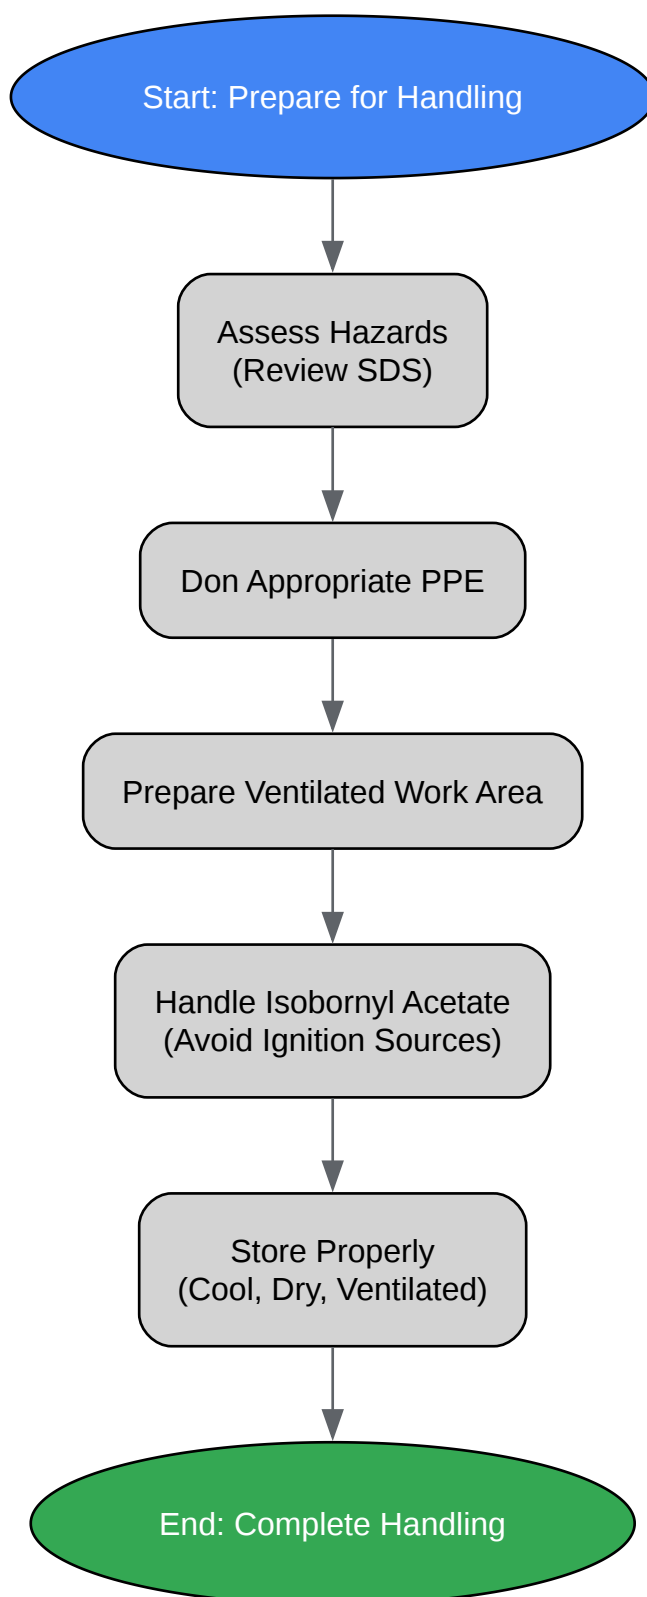 Start: Prepare for Handling
Assess Hazards
(Review SDS)
Don Appropriate PPE
Prepare Ventilated Work Area
Handle Isobornyl Acetate
(Avoid Ignition Sources)
Store Properly
(Cool, Dry, Ventilated)
End: Complete Handling